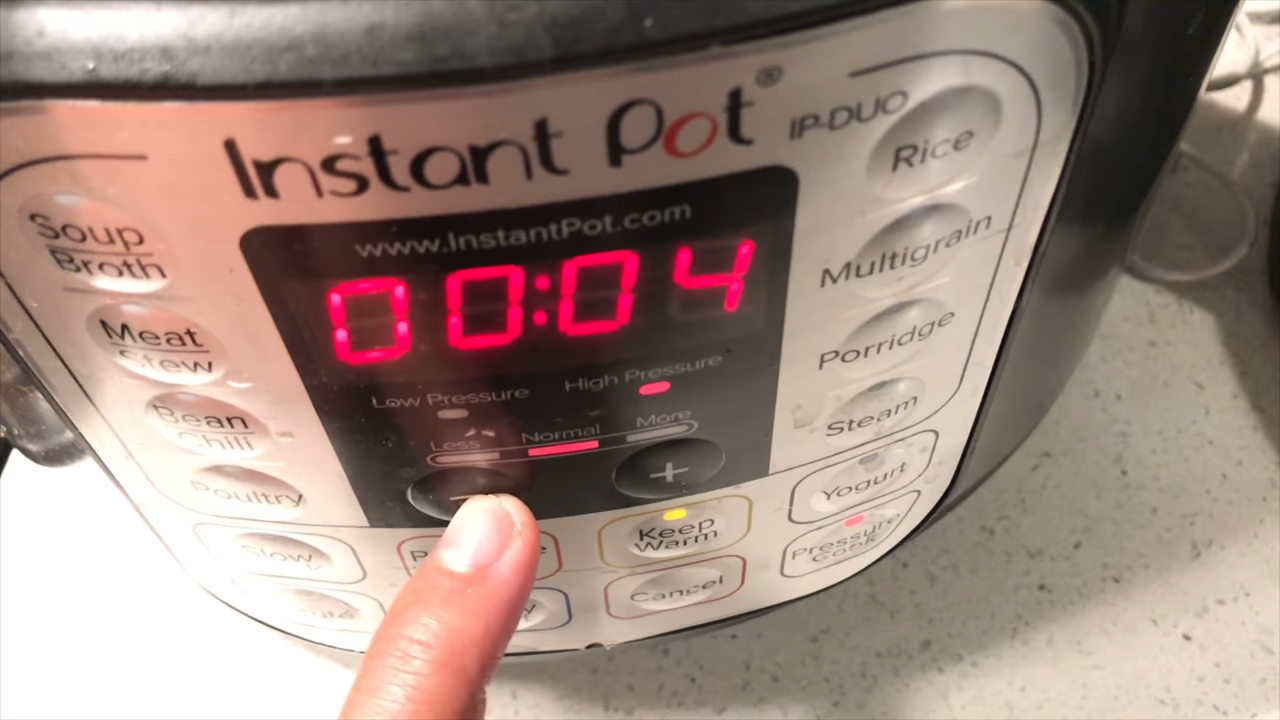 Instant Pot® IP-DUO
www.InstantPot.com
00:04
Low Pressure
High Pressure
Less
Normal
More
−
+
Soup
Broth
Meat
Stew
Bean
Chili
Poultry
Slow
Keep
Warm
Cancel
Rice
Multigrain
Porridge
Steam
Yogurt
Pressure
Cook